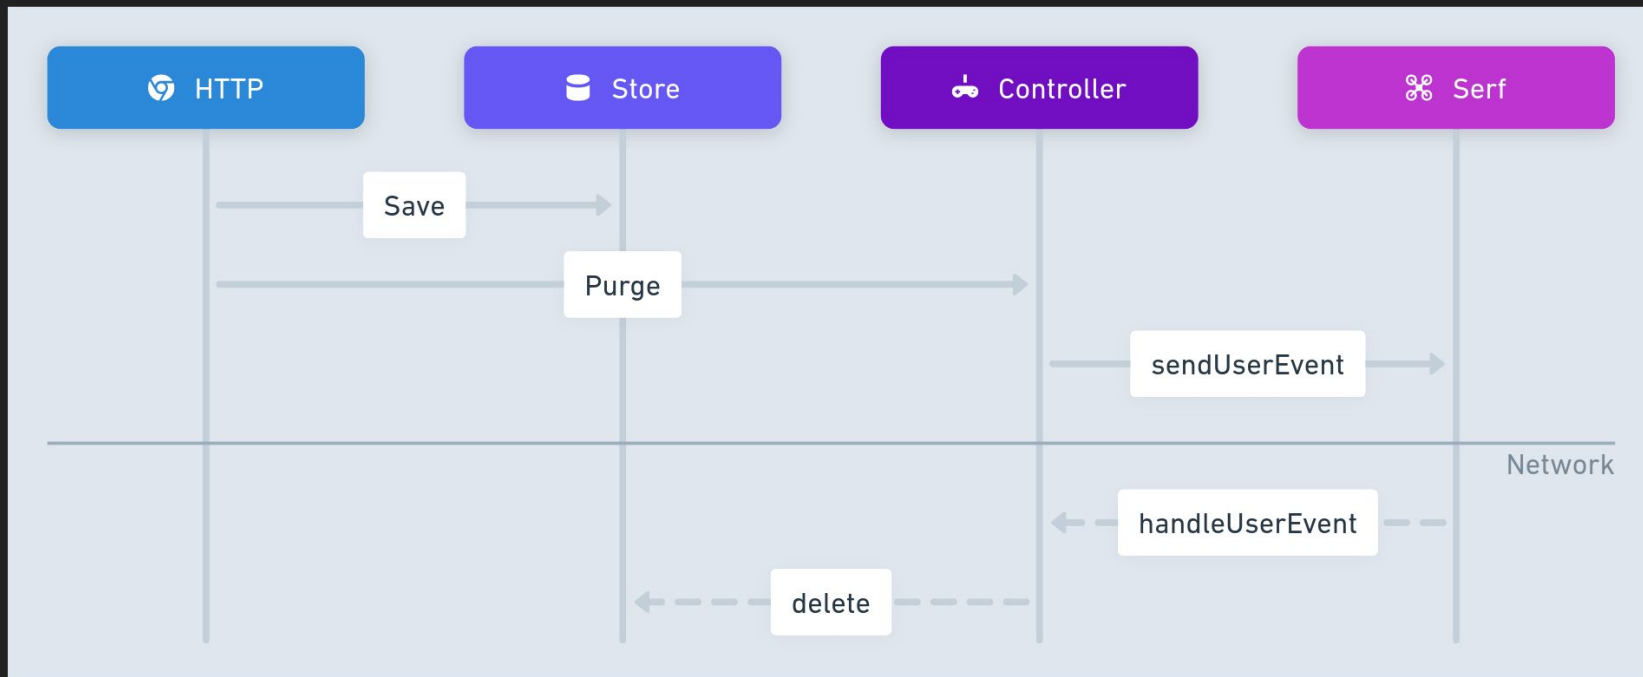 HTTP
Store
Controller
Serf
Save
Purge
sendUserEvent
Network
handleUserEvent
delete